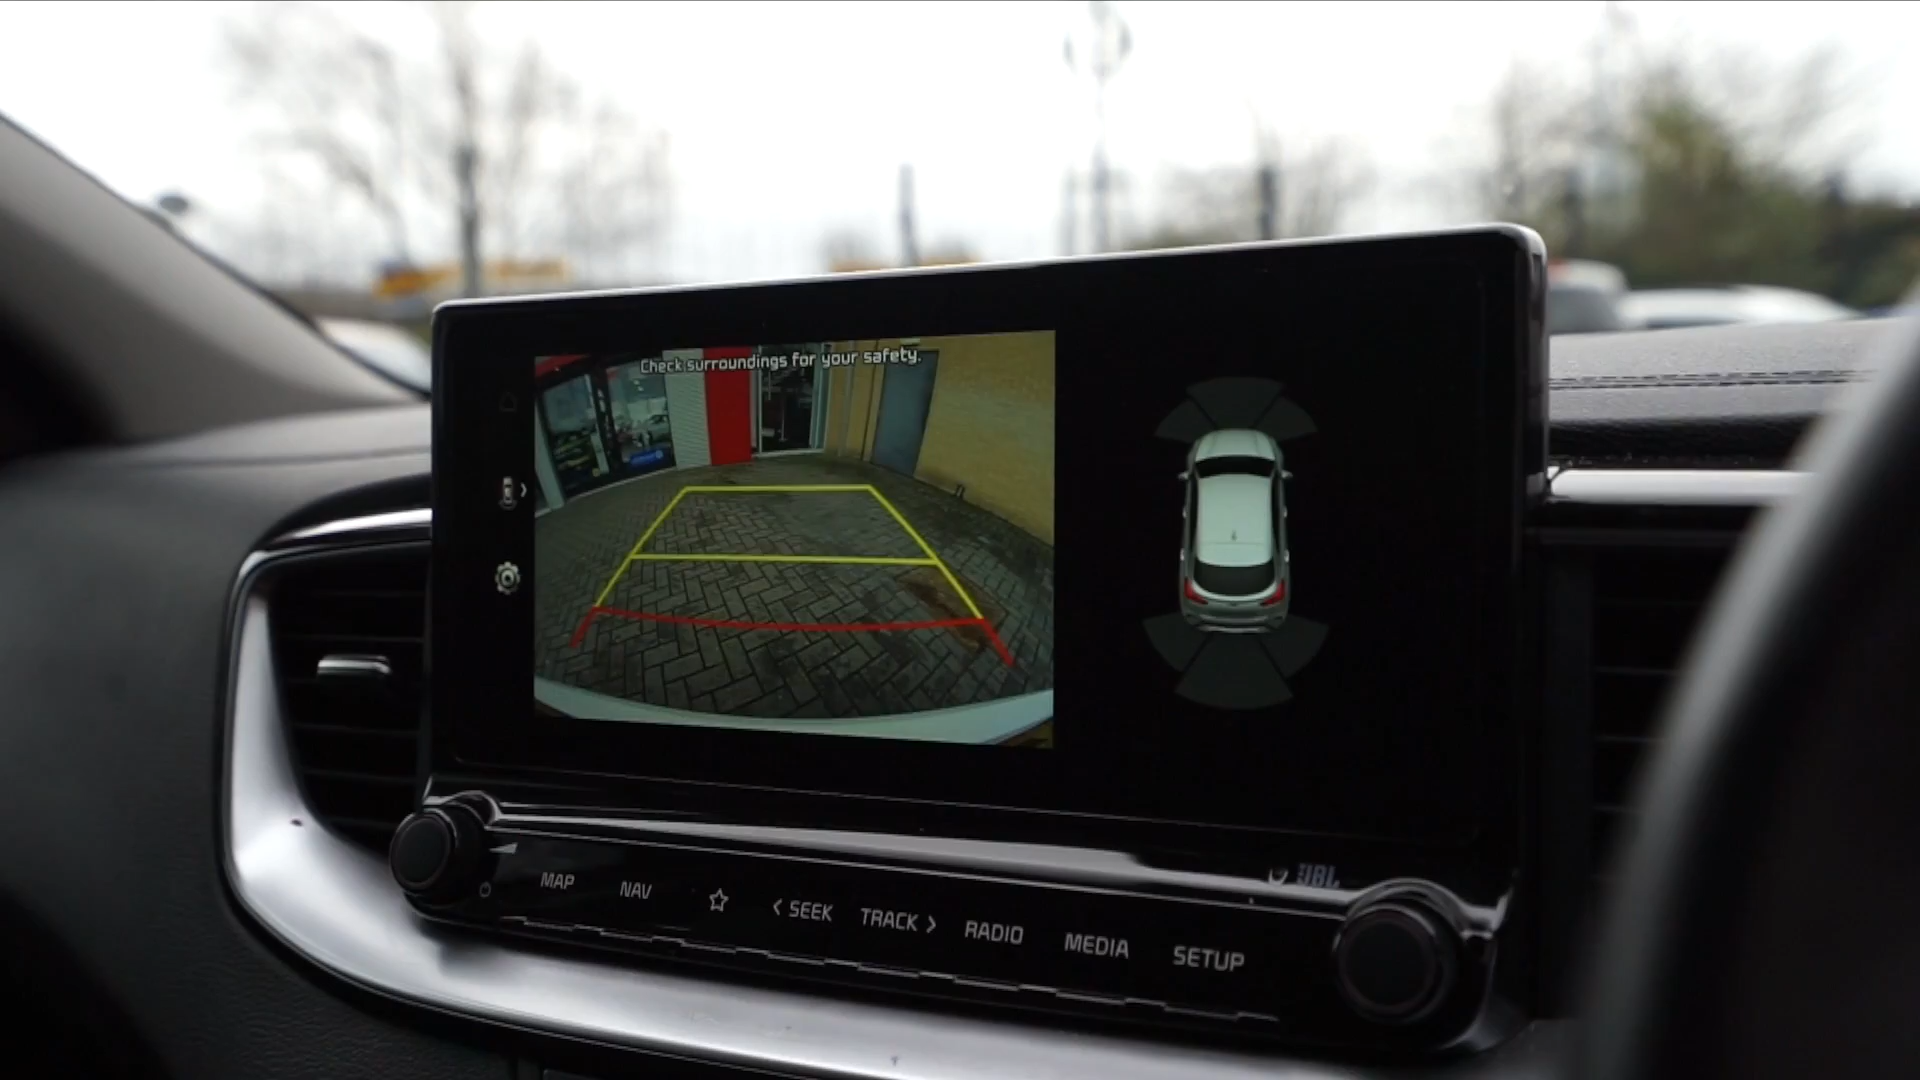 Check surroundings for your safety.
JBL
MAP NAV < SEEK TRACK > RADIO MEDIA SETUP